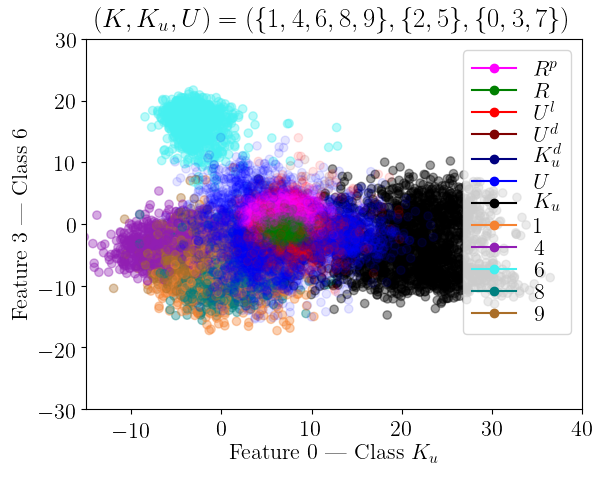 (K, K_u, U) = ({1, 4, 6, 8, 9}, {2, 5}, {0, 3, 7})
30
20
10
0
−10
−20
−30
Feature 3 — Class 6
−10
0
10
20
30
40
Feature 0 — Class K_u
R^p
R
U^l
U^d
K_u^d
U
K_u
1
4
6
8
9